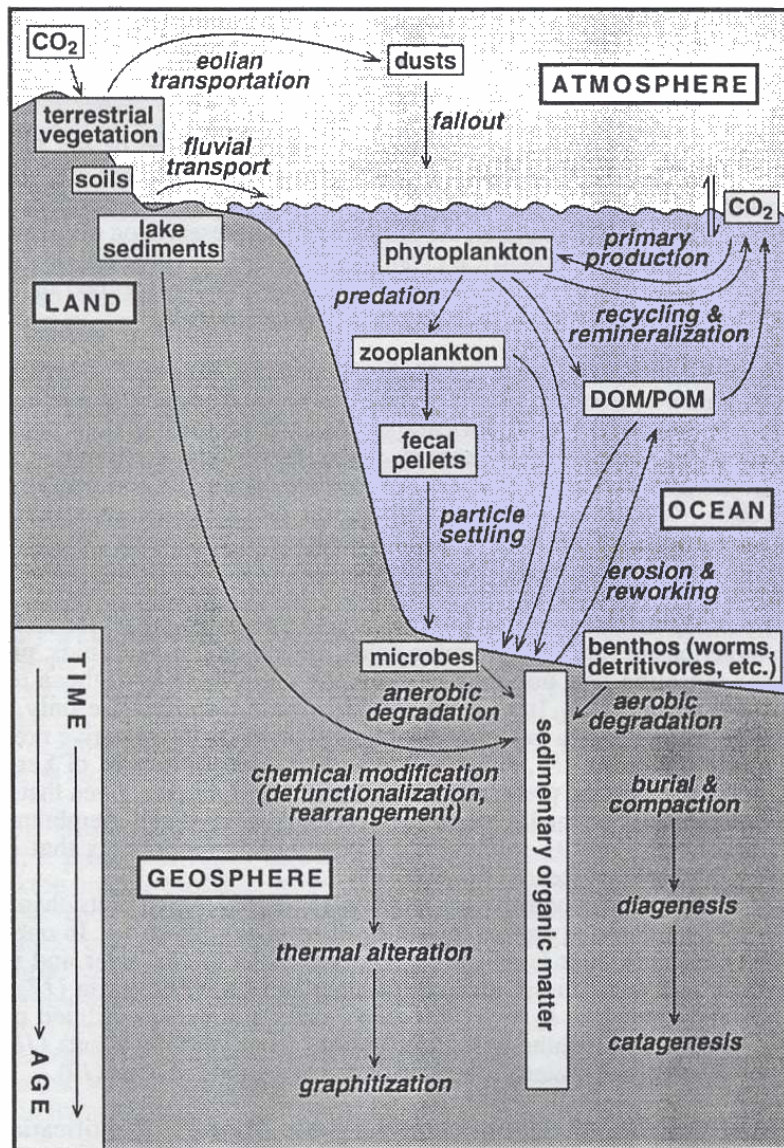 CO2
eolian
transportation
dusts
ATMOSPHERE
terrestrial
vegetation
fallout
fluvial
transport
soils
CO2
lake
sediments
phytoplankton
primary
production
LAND
predation
recycling &
remineralization
zooplankton
DOM/POM
fecal
pellets
OCEAN
particle
settling
erosion &
reworking
microbes
benthos (worms,
detritivores, etc.)
anerobic
degradation
aerobic
degradation
TIME
AGE
sedimentary organic matter
chemical modification
(defunctionalization,
rearrangement)
burial &
compaction
GEOSPHERE
diagenesis
thermal alteration
catagenesis
graphitization